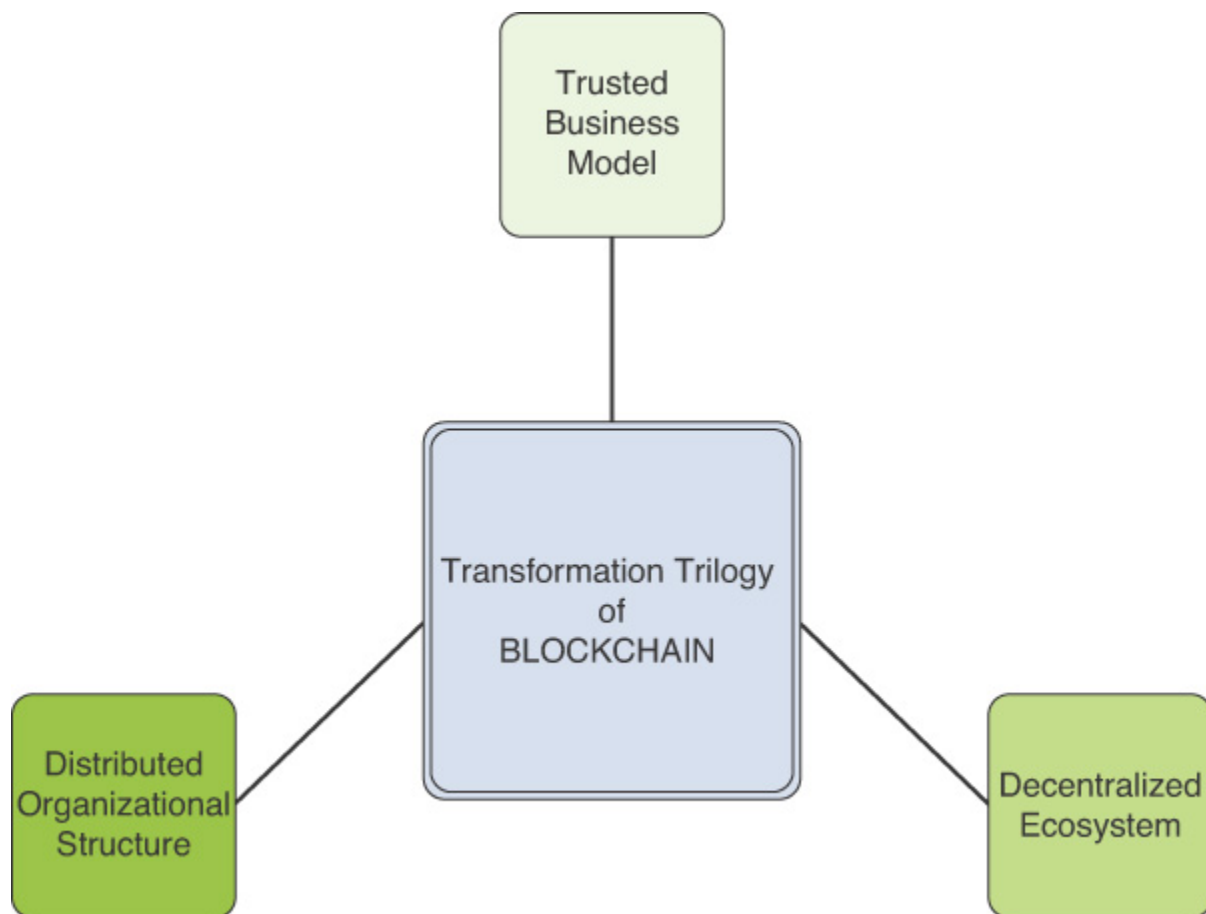 Trusted
Business
Model
Transformation Trilogy
of
BLOCKCHAIN
Distributed
Organizational
Structure
Decentralized
Ecosystem